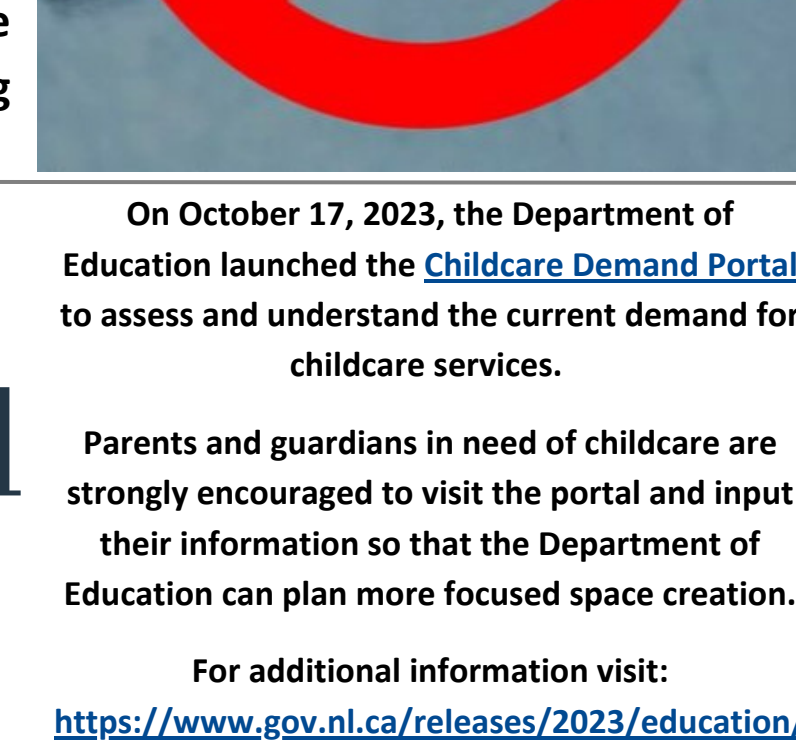 e
g
On October 17, 2023, the Department of
Education launched the Childcare Demand Portal
to assess and understand the current demand for
childcare services.
Parents and guardians in need of childcare are
strongly encouraged to visit the portal and input
their information so that the Department of
Education can plan more focused space creation.
For additional information visit:
https://www.gov.nl.ca/releases/2023/education/